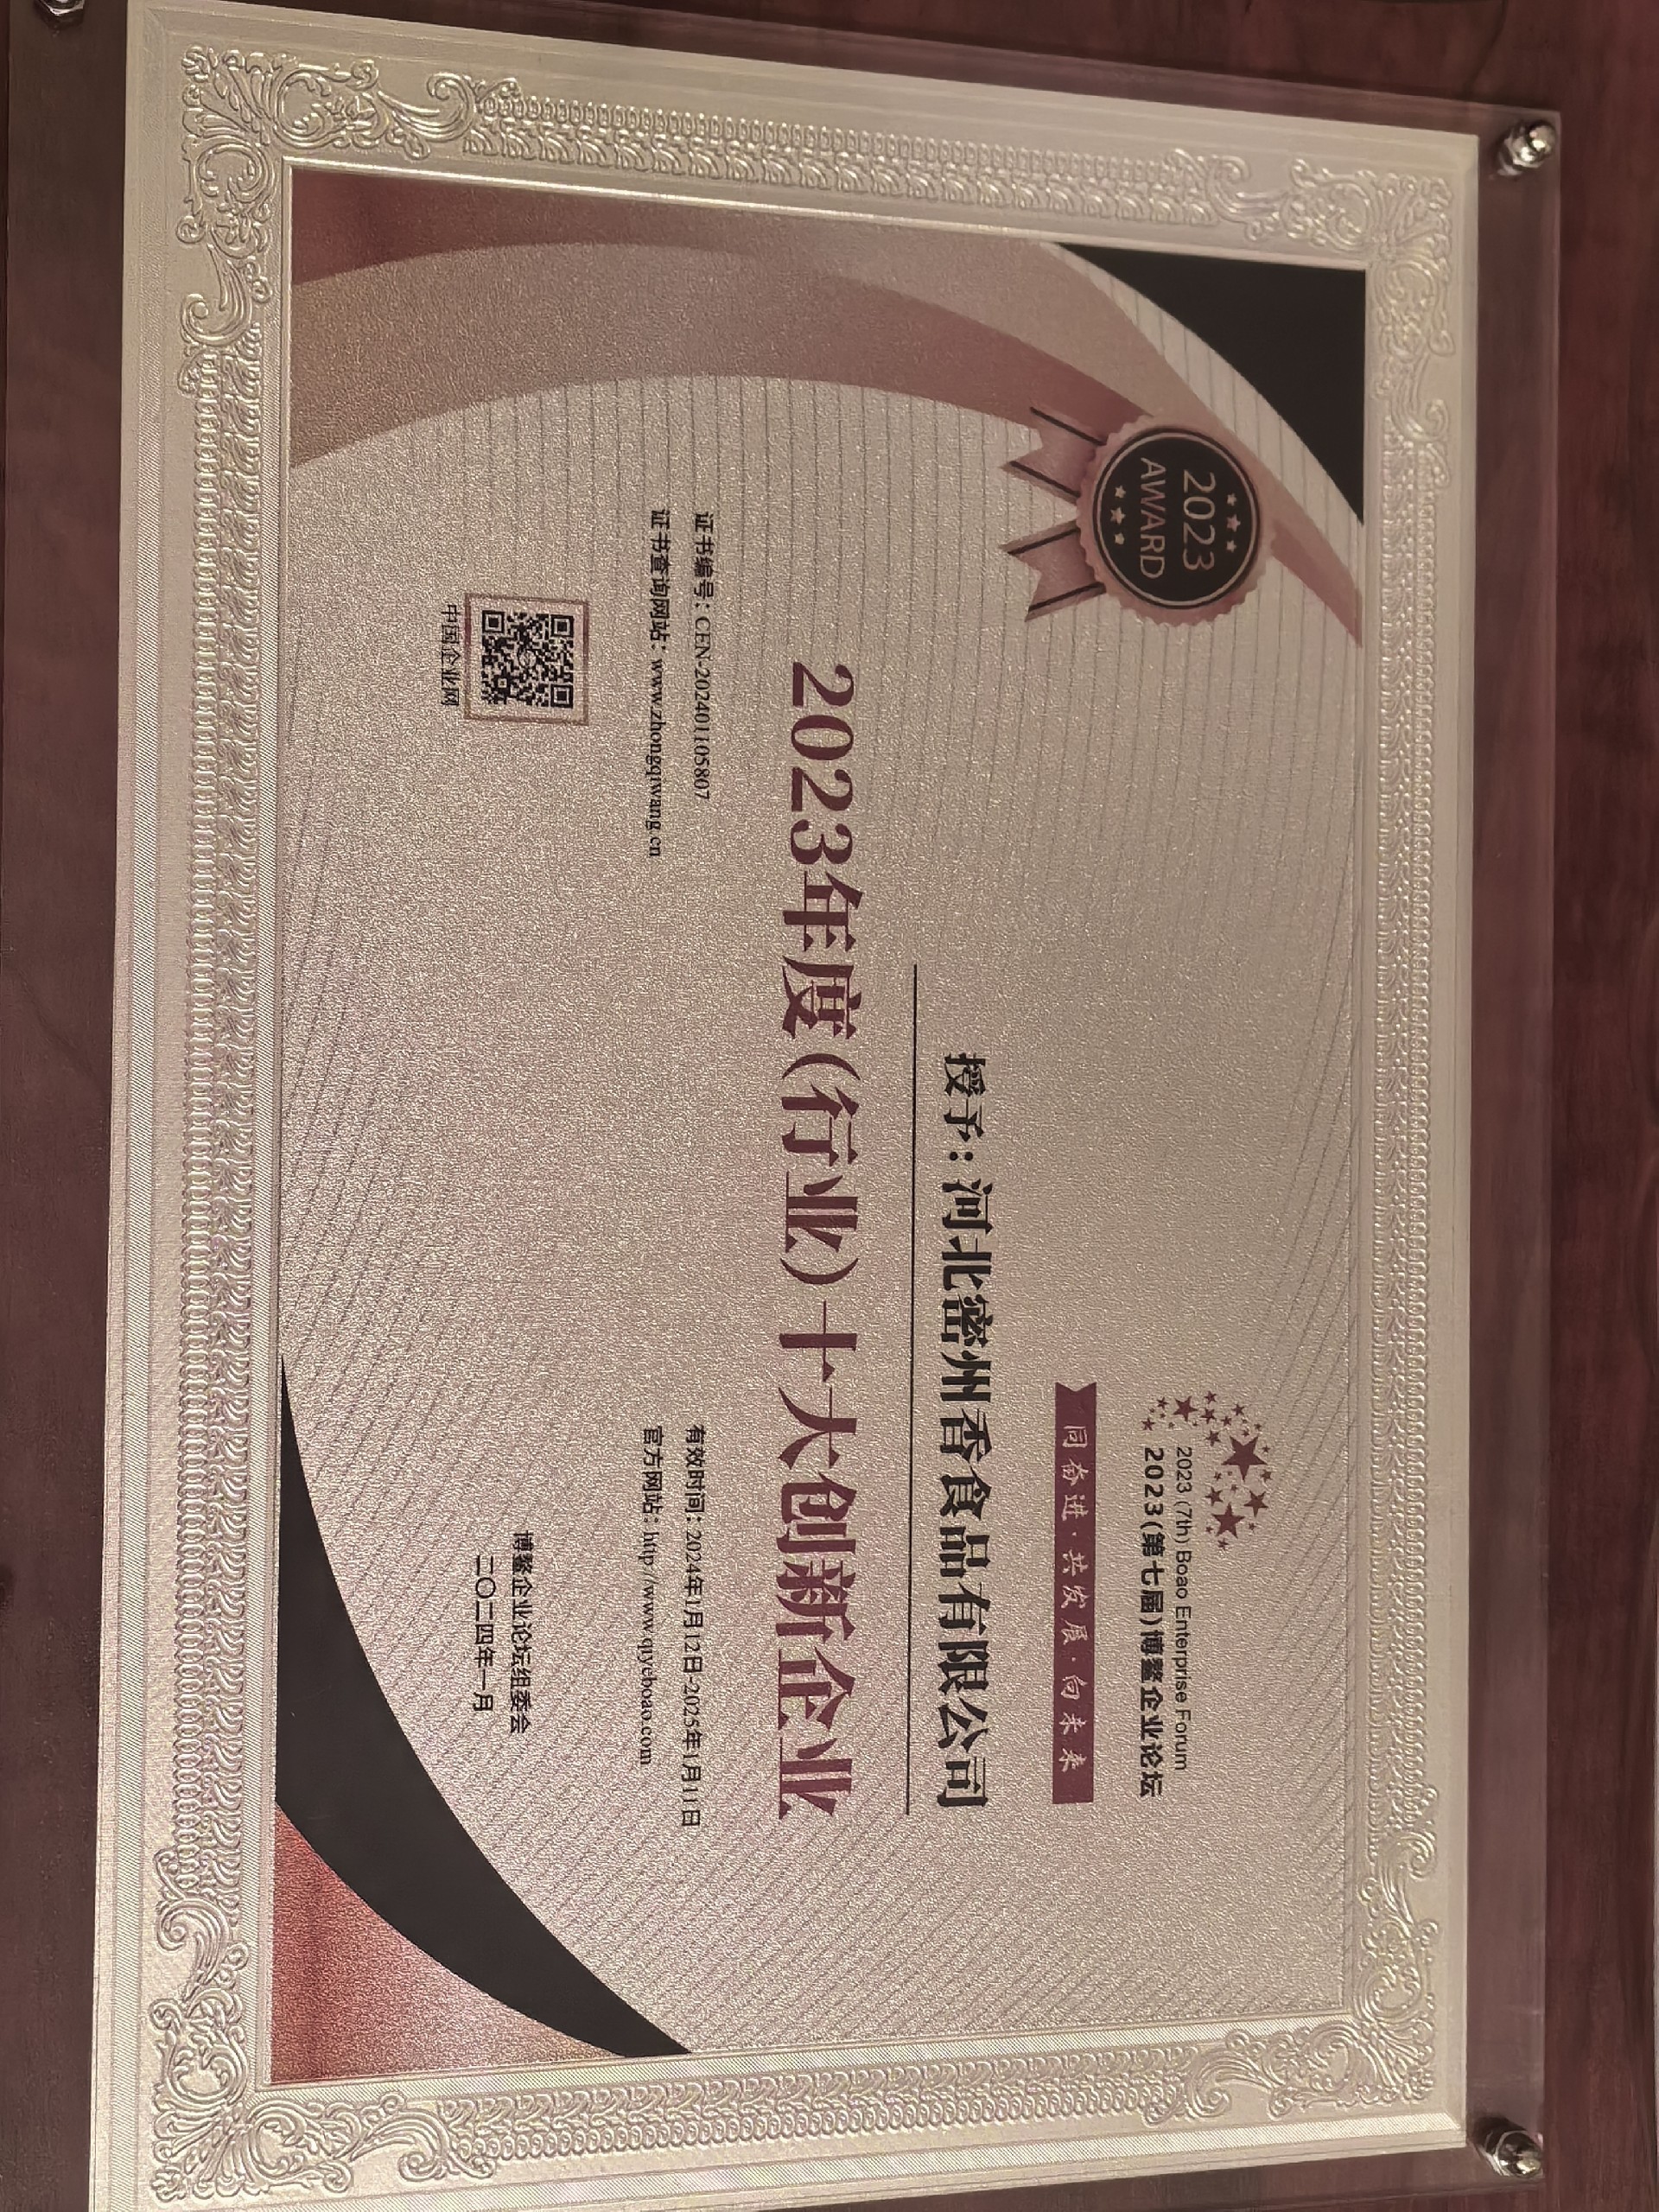 2023
AWARD
2023 (7th) Boao Enterprise Forum
2023(第七届)博鳌企业论坛
同奋进·共发展·向未来
授予:河北密州香食品有限公司
2023年度(行业)十大创新企业
证书编号:CEN-202401105807
证书查询网站:www.zhongqiwang.cn
有效时间:2024年1月12日-2025年1月11日
官方网站:http://www.qiyeboao.com
中国企业网
博鳌企业论坛组委会
二〇二四年一月